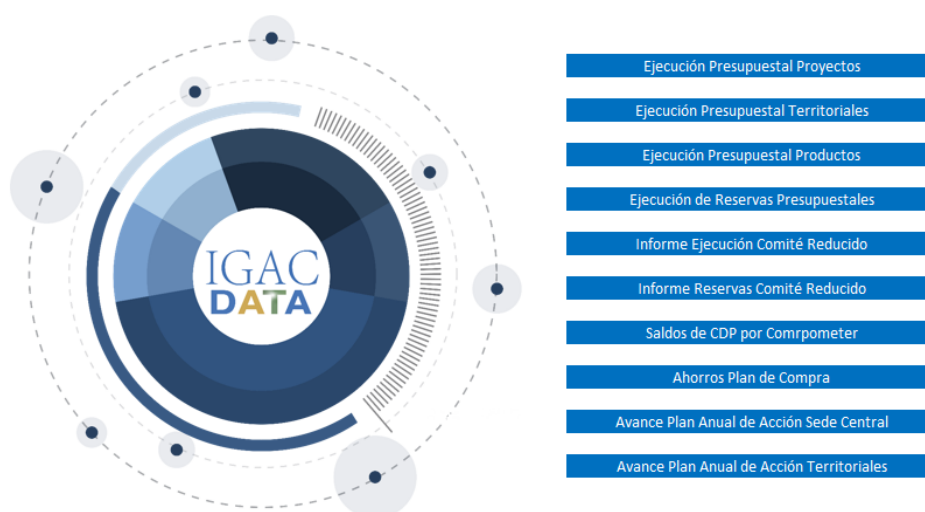 IGAC
DATA
Ejecución Presupuestal Proyectos
Ejecución Presupuestal Territoriales
Ejecución Presupuestal Productos
Ejecución de Reservas Presupuestales
Informe Ejecución Comité Reducido
Informe Reservas Comité Reducido
Saldos de CDP por Comrpometer
Ahorros Plan de Compra
Avance Plan Anual de Acción Sede Central
Avance Plan Anual de Acción Territoriales